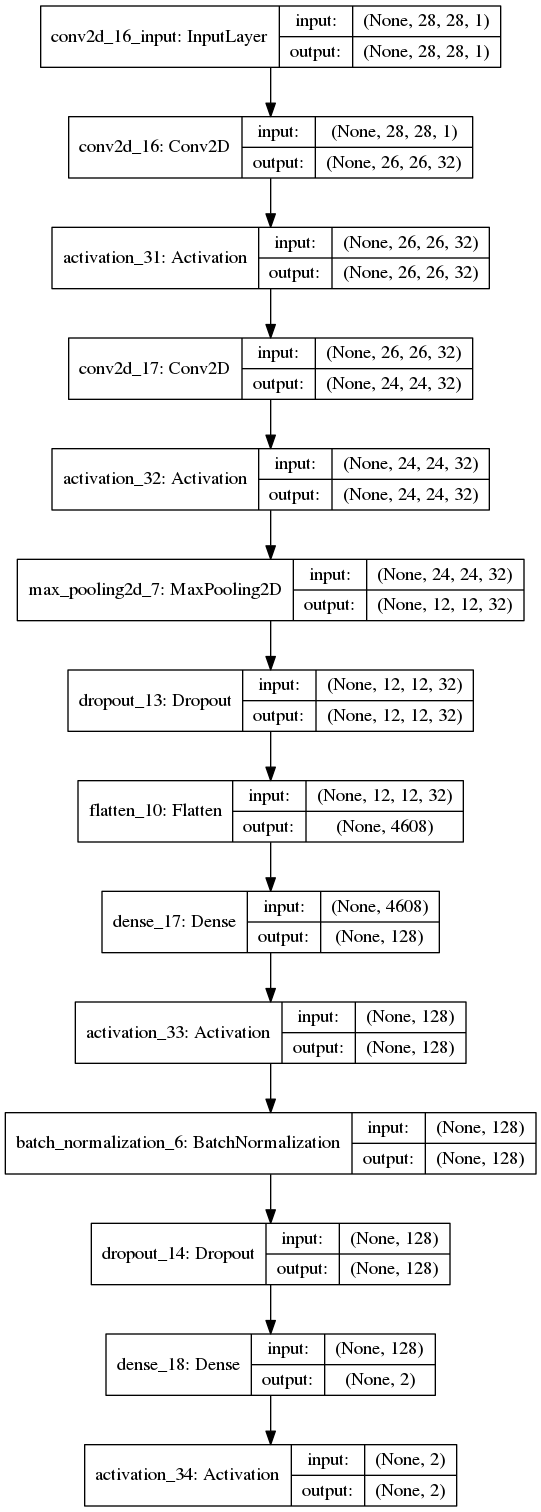 conv2d_16_input: InputLayer
input: (None, 28, 28, 1)
output: (None, 28, 28, 1)
conv2d_16: Conv2D
input: (None, 28, 28, 1)
output: (None, 26, 26, 32)
activation_31: Activation
input: (None, 26, 26, 32)
output: (None, 26, 26, 32)
conv2d_17: Conv2D
input: (None, 26, 26, 32)
output: (None, 24, 24, 32)
activation_32: Activation
input: (None, 24, 24, 32)
output: (None, 24, 24, 32)
max_pooling2d_7: MaxPooling2D
input: (None, 24, 24, 32)
output: (None, 12, 12, 32)
dropout_13: Dropout
input: (None, 12, 12, 32)
output: (None, 12, 12, 32)
flatten_10: Flatten
input: (None, 12, 12, 32)
output: (None, 4608)
dense_17: Dense
input: (None, 4608)
output: (None, 128)
activation_33: Activation
input: (None, 128)
output: (None, 128)
batch_normalization_6: BatchNormalization
input: (None, 128)
output: (None, 128)
dropout_14: Dropout
input: (None, 128)
output: (None, 128)
dense_18: Dense
input: (None, 128)
output: (None, 2)
activation_34: Activation
input: (None, 2)
output: (None, 2)